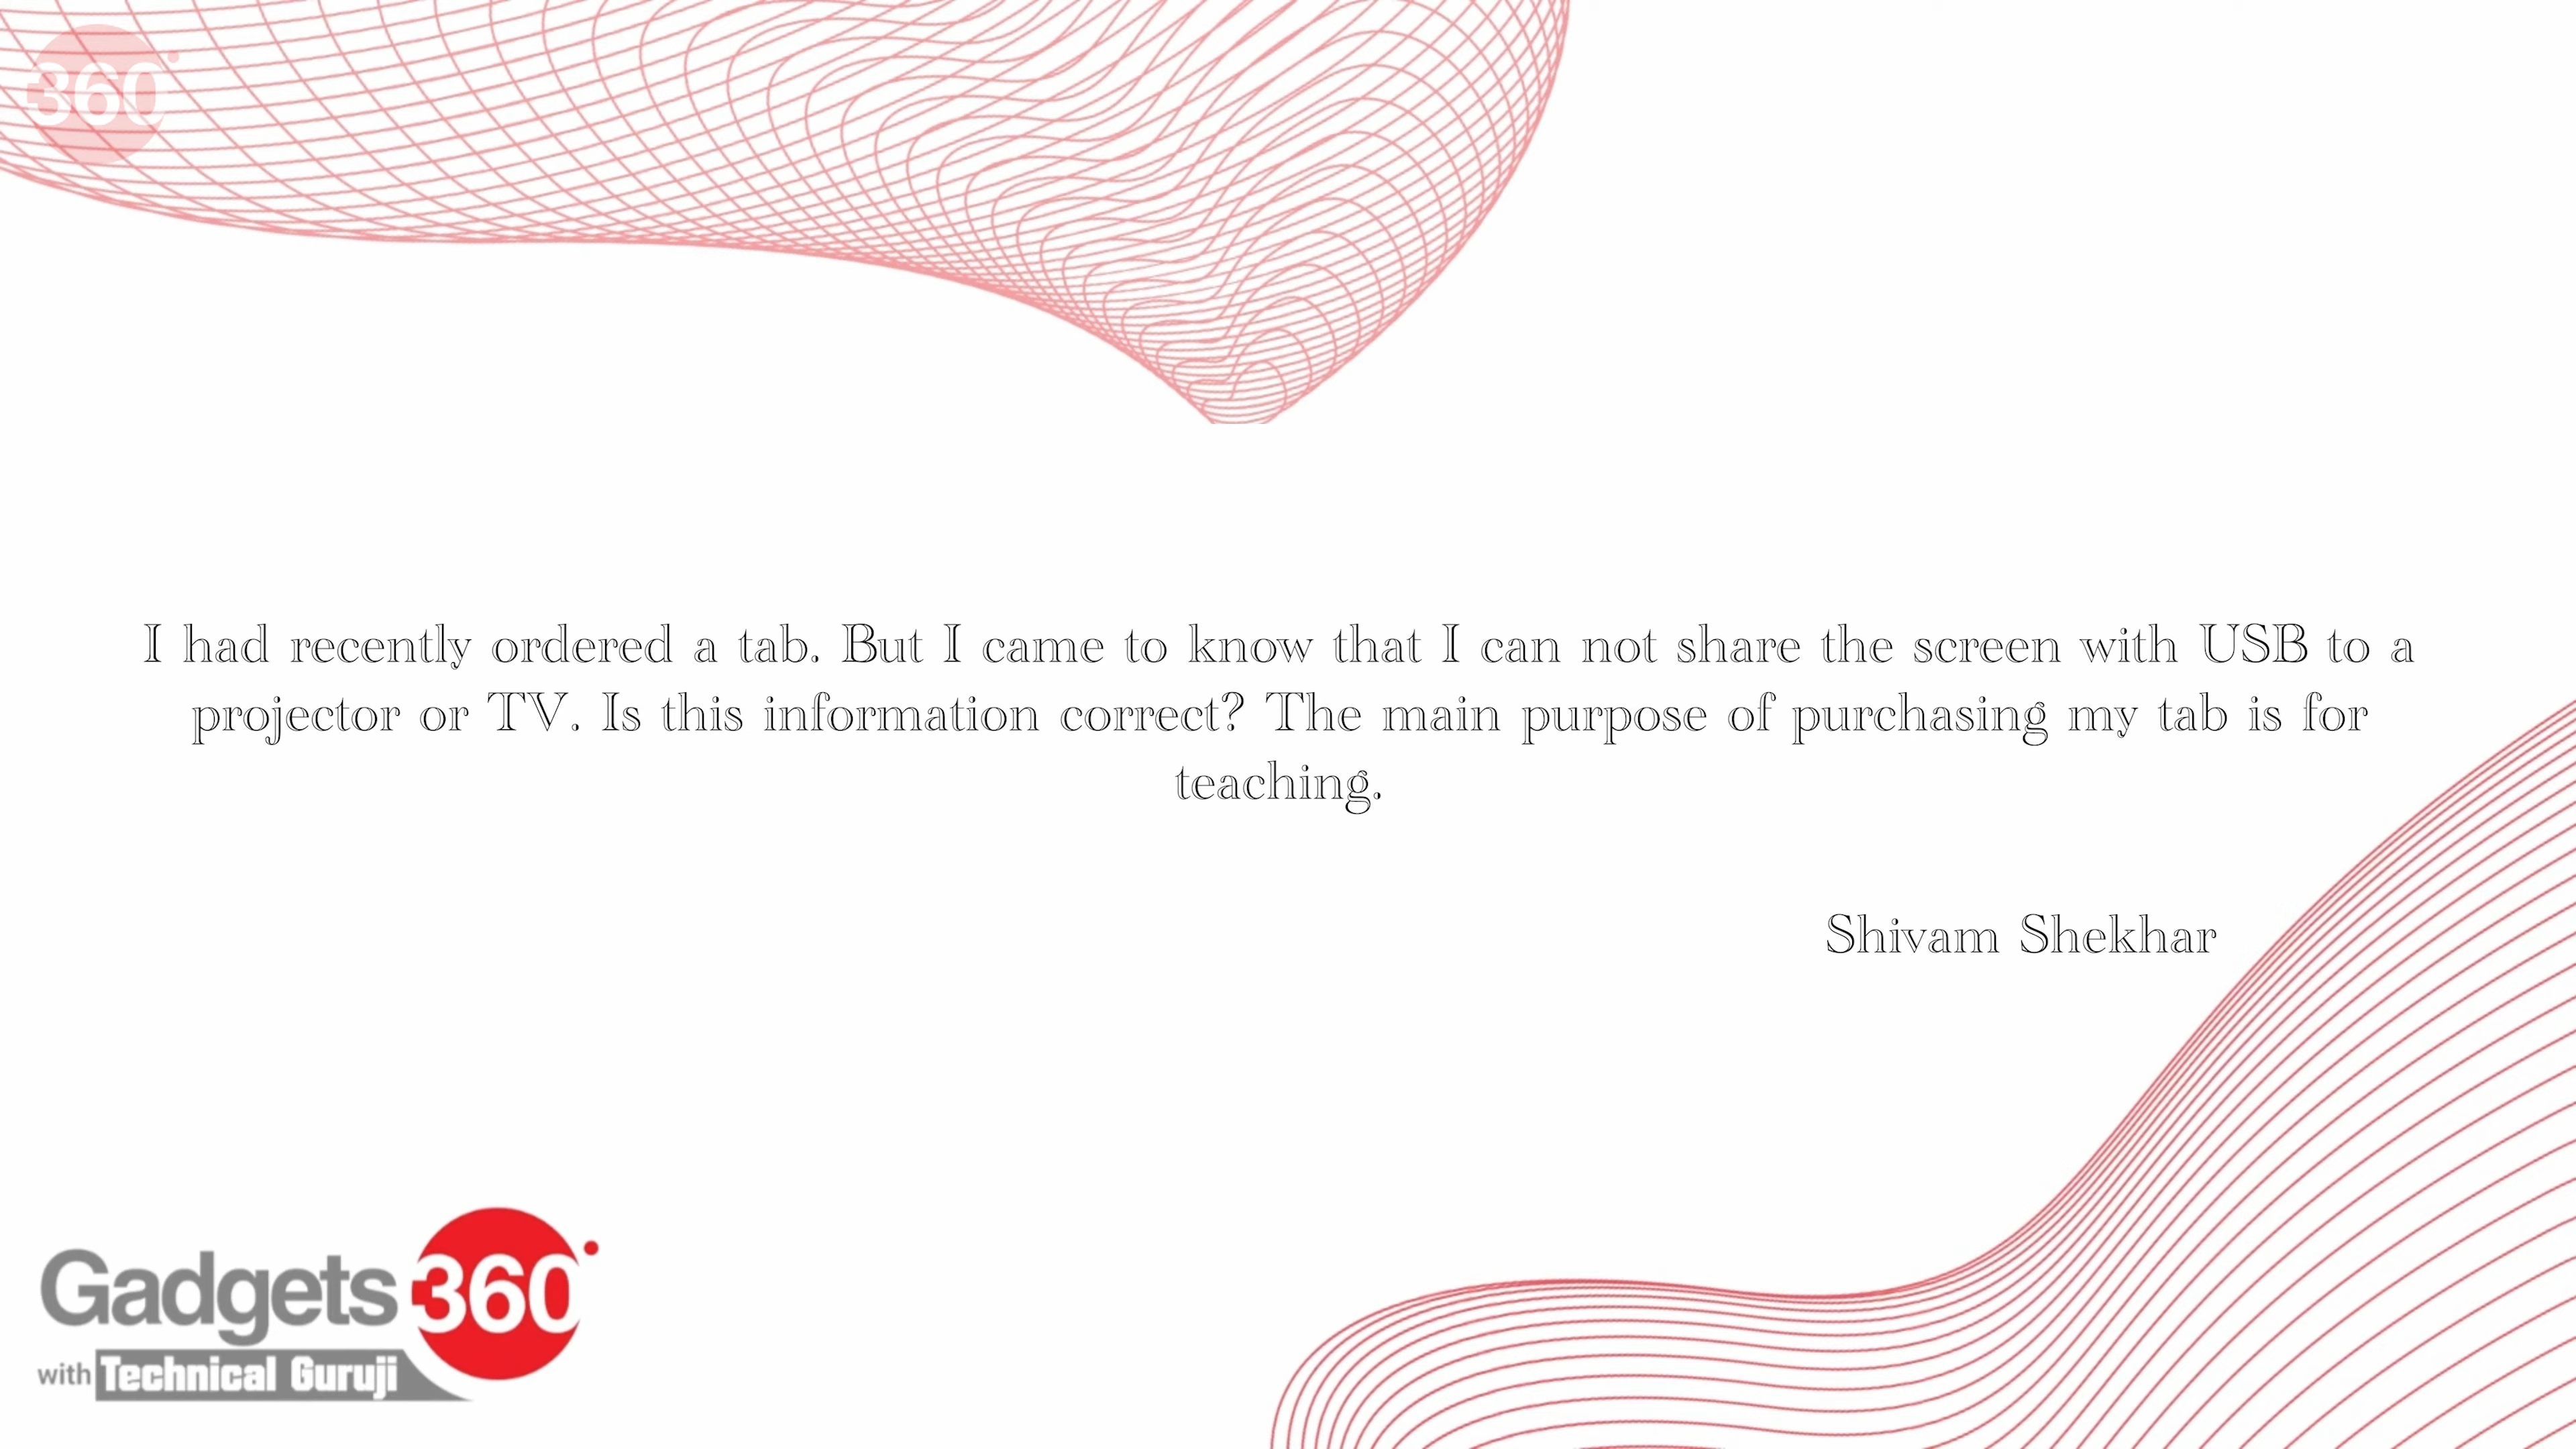 360°
I had recently ordered a tab. But I came to know that I can not share the screen with USB to a
projector or TV. Is this information correct? The main purpose of purchasing my tab is for
teaching.
Shivam Shekhar
Gadgets 360°
with Technical Guruji